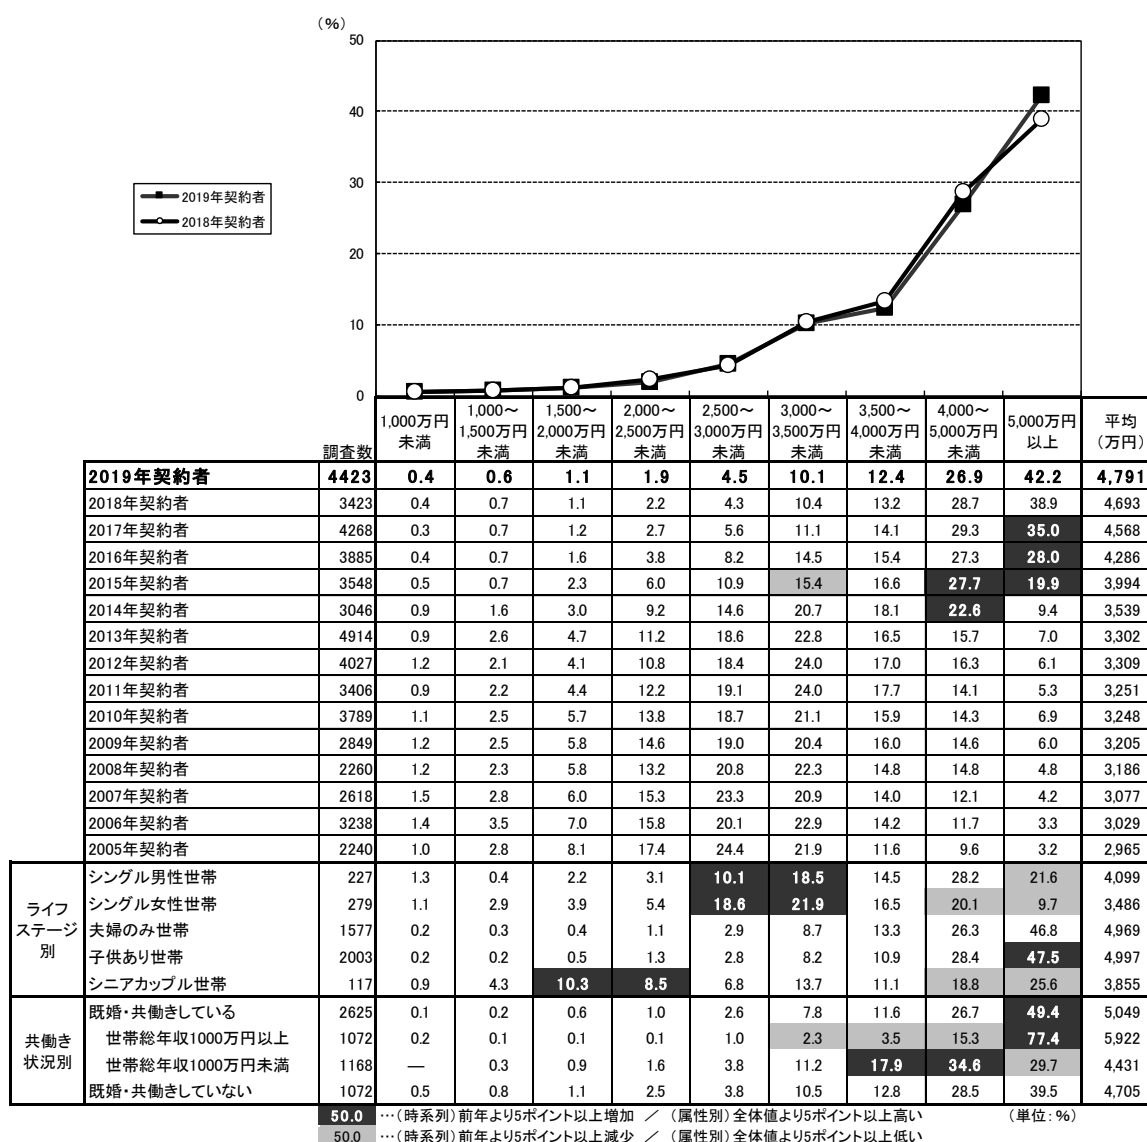 (%)
50
40
30
20
10
0
2019年契約者
2018年契約者
調査数 1,000万円未満 1,000～1,500万円未満 1,500～2,000万円未満 2,000～2,500万円未満 2,500～3,000万円未満 3,000～3,500万円未満 3,500～4,000万円未満 4,000～5,000万円未満 5,000万円以上 平均(万円)
2019年契約者 4423 0.4 0.6 1.1 1.9 4.5 10.1 12.4 26.9 42.2 4,791
2018年契約者 3423 0.4 0.7 1.1 2.2 4.3 10.4 13.2 28.7 38.9 4,693
2017年契約者 4268 0.3 0.7 1.2 2.7 5.6 11.1 14.1 29.3 35.0 4,568
2016年契約者 3885 0.4 0.7 1.6 3.8 8.2 14.5 15.4 27.3 28.0 4,286
2015年契約者 3548 0.5 0.7 2.3 6.0 10.9 15.4 16.6 27.7 19.9 3,994
2014年契約者 3046 0.9 1.6 3.0 9.2 14.6 20.7 18.1 22.6 9.4 3,539
2013年契約者 4914 0.9 2.6 4.7 11.2 18.6 22.8 16.5 15.7 7.0 3,302
2012年契約者 4027 1.2 2.1 4.1 10.8 18.4 24.0 17.0 16.3 6.1 3,309
2011年契約者 3406 0.9 2.2 4.4 12.2 19.1 24.0 17.7 14.1 5.3 3,251
2010年契約者 3789 1.1 2.5 5.7 13.8 18.7 21.1 15.9 14.3 6.9 3,248
2009年契約者 2849 1.2 2.5 5.8 14.6 19.0 20.4 16.0 14.6 6.0 3,205
2008年契約者 2260 1.2 2.3 5.8 13.2 20.8 22.3 14.8 14.8 4.8 3,186
2007年契約者 2618 1.5 2.8 6.0 15.3 23.3 20.9 14.0 12.1 4.2 3,077
2006年契約者 3238 1.4 3.5 7.0 15.8 20.1 22.9 14.2 11.7 3.3 3,029
2005年契約者 2240 1.0 2.8 8.1 17.4 24.4 21.9 11.6 9.6 3.2 2,965
ライフステージ別
シングル男性世帯 227 1.3 0.4 2.2 3.1 10.1 18.5 14.5 28.2 21.6 4,099
シングル女性世帯 279 1.1 2.9 3.9 5.4 18.6 21.9 16.5 20.1 9.7 3,486
夫婦のみ世帯 1577 0.2 0.3 0.4 1.1 2.9 8.7 13.3 26.3 46.8 4,969
子供あり世帯 2003 0.2 0.2 0.5 1.3 2.8 8.2 10.9 28.4 47.5 4,997
シニアカップル世帯 117 0.9 4.3 10.3 8.5 6.8 13.7 11.1 18.8 25.6 3,855
共働き状況別
既婚・共働きしている 2625 0.1 0.2 0.6 1.0 2.6 7.8 11.6 26.7 49.4 5,049
世帯総年収1000万円以上 1072 0.2 0.1 0.1 0.1 1.0 2.3 3.5 15.3 77.4 5,922
世帯総年収1000万円未満 1168 ― 0.3 0.9 1.6 3.8 11.2 17.9 34.6 29.7 4,431
既婚・共働きしていない 1072 0.5 0.8 1.1 2.5 3.8 10.5 12.8 28.5 39.5 4,705
50.0 …(時系列)前年より5ポイント以上増加 ／ (属性別)全体値より5ポイント以上高い (単位：%)
50.0 …(時系列)前年より5ポイント以上減少 ／ (属性別)全体値より5ポイント以上低い